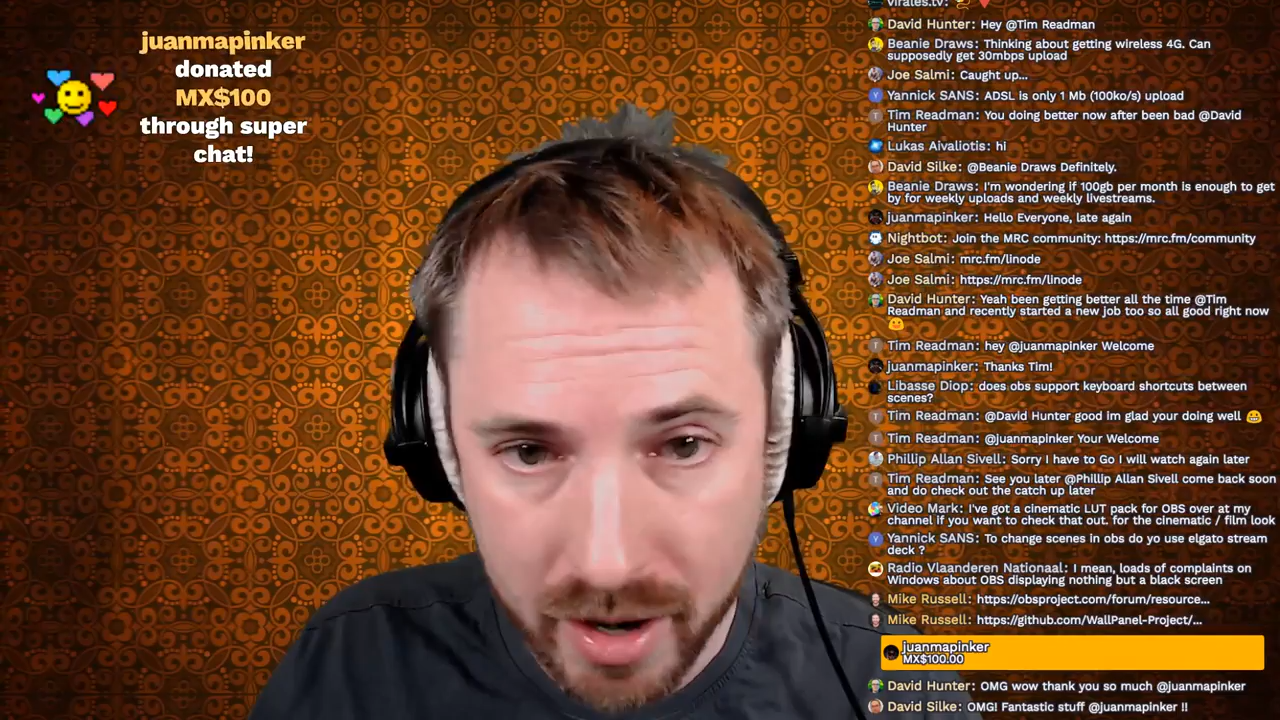 juanmapinker
donated
MX$100
through super
chat!
virales.tv:
David Hunter: Hey @Tim Readman
Beanie Draws: Thinking about getting wireless 4G. Can
supposedly get 30mbps upload
Joe Salmi: Caught up...
Yannick SANS: ADSL is only 1 Mb (100ko/s) upload
Tim Readman: You doing better now after been bad @David
Hunter
Lukas Aivaliotis: hi
David Silke: @Beanie Draws Definitely.
Beanie Draws: I'm wondering if 100gb per month is enough to get
by for weekly uploads and weekly livestreams.
juanmapinker: Hello Everyone, late again
Nightbot: Join the MRC community: https://mrc.fm/community
Joe Salmi: mrc.fm/linode
Joe Salmi: https://mrc.fm/linode
David Hunter: Yeah been getting better all the time @Tim
Readman and recently started a new job too so all good right now
Tim Readman: hey @juanmapinker Welcome
juanmapinker: Thanks Tim!
Libasse Diop: does obs support keyboard shortcuts between
scenes?
Tim Readman: @David Hunter good im glad your doing well
Tim Readman: @juanmapinker Your Welcome
Phillip Allan Sivell: Sorry I have to Go I will watch again later
Tim Readman: See you later @Phillip Allan Sivell come back soon
and do check out the catch up later
Video Mark: I've got a cinematic LUT pack for OBS over at my
channel if you want to check that out. for the cinematic / film look
Yannick SANS: To change scenes in obs do yo use elgato stream
deck ?
Radio Vlaanderen Nationaal: I mean, loads of complaints on
Windows about OBS displaying nothing but a black screen
Mike Russell: https://obsproject.com/forum/resource...
Mike Russell: https://github.com/WallPanel-Project/...
juanmapinker
MX$100.00
David Hunter: OMG wow thank you so much @juanmapinker
David Silke: OMG! Fantastic stuff @juanmapinker !!